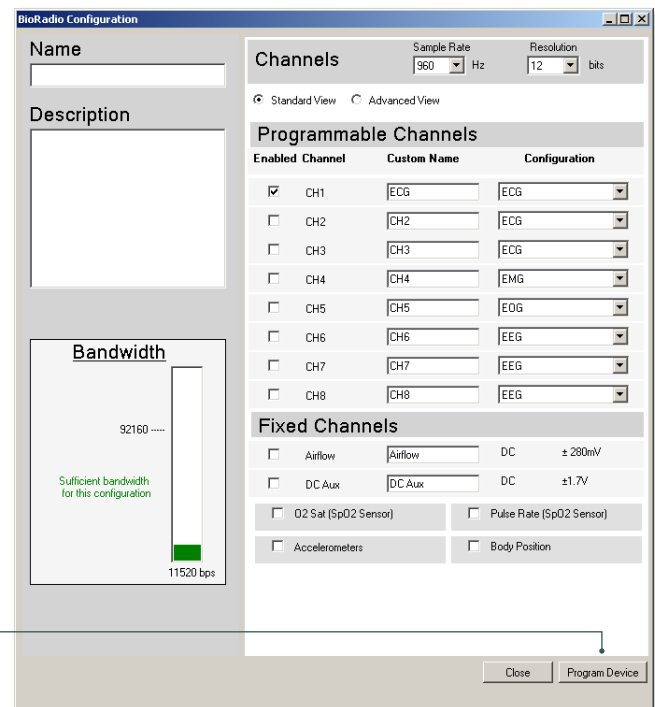 BioRadio Configuration
Name
Description
Bandwidth
92160 -----
Sufficient bandwidth
for this configuration
11520 bps
Channels
Sample Rate
960 Hz
Resolution
12 bits
Standard View Advanced View
Programmable Channels
Enabled Channel Custom Name Configuration
CH1 ECG ECG
CH2 CH2 ECG
CH3 CH3 ECG
CH4 CH4 EMG
CH5 CH5 EOG
CH6 CH6 EEG
CH7 CH7 EEG
CH8 CH8 EEG
Fixed Channels
Airflow Airflow DC ± 280mV
DC Aux DC Aux DC ±1.7V
O2 Sat (SpO2 Sensor) Pulse Rate (SpO2 Sensor)
Accelerometers Body Position
Close Program Device